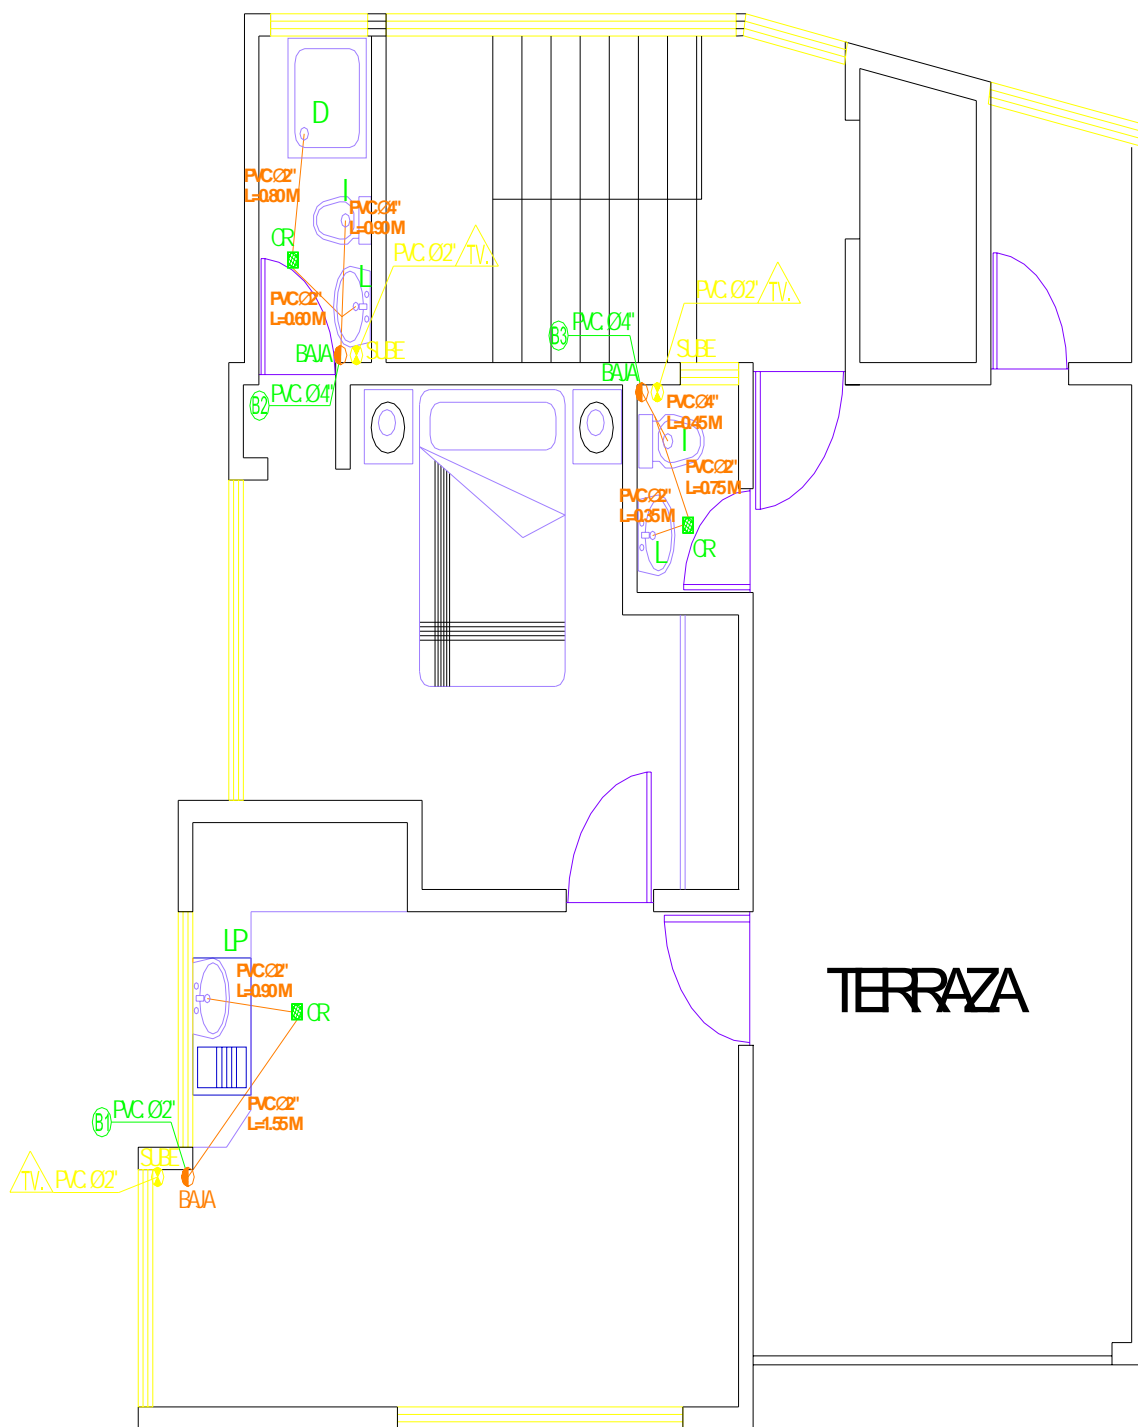 D
PVC.Ø2"
L=0.80M
I
PVC.Ø4"
L=0.90M
CR
L
PVC.Ø2"
L=0.60M
PVC. Ø2" TV.
PVC. Ø2" TV.
B3 PVC. Ø4"
BAJA SUBE
SUBE
BAJA
B2 PVC. Ø4"
PVC.Ø4"
L=0.45M
I
PVC.Ø2"
L=0.75M
PVC.Ø2"
L=0.35M
L
CR
LP
PVC.Ø2"
L=0.90M
CR
TERRAZA
PVC.Ø2"
L=1.55M
B1 PVC. Ø2"
SUBE
TV. PVC. Ø2"
BAJA